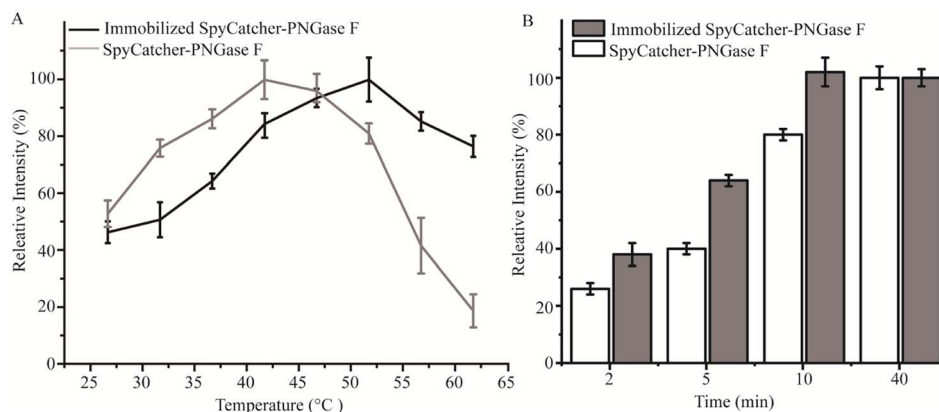 A
Immobilized SpyCatcher-PNGase F
SpyCatcher-PNGase F
Releative Intensity (%)
100
80
60
40
20
0
25 30 35 40 45 50 55 60 65
Temperature (°C )
B
Immobilized SpyCatcher-PNGase F
SpyCatcher-PNGase F
Releative Intensity (%)
100
80
60
40
20
0
2 5 10 40
Time (min)